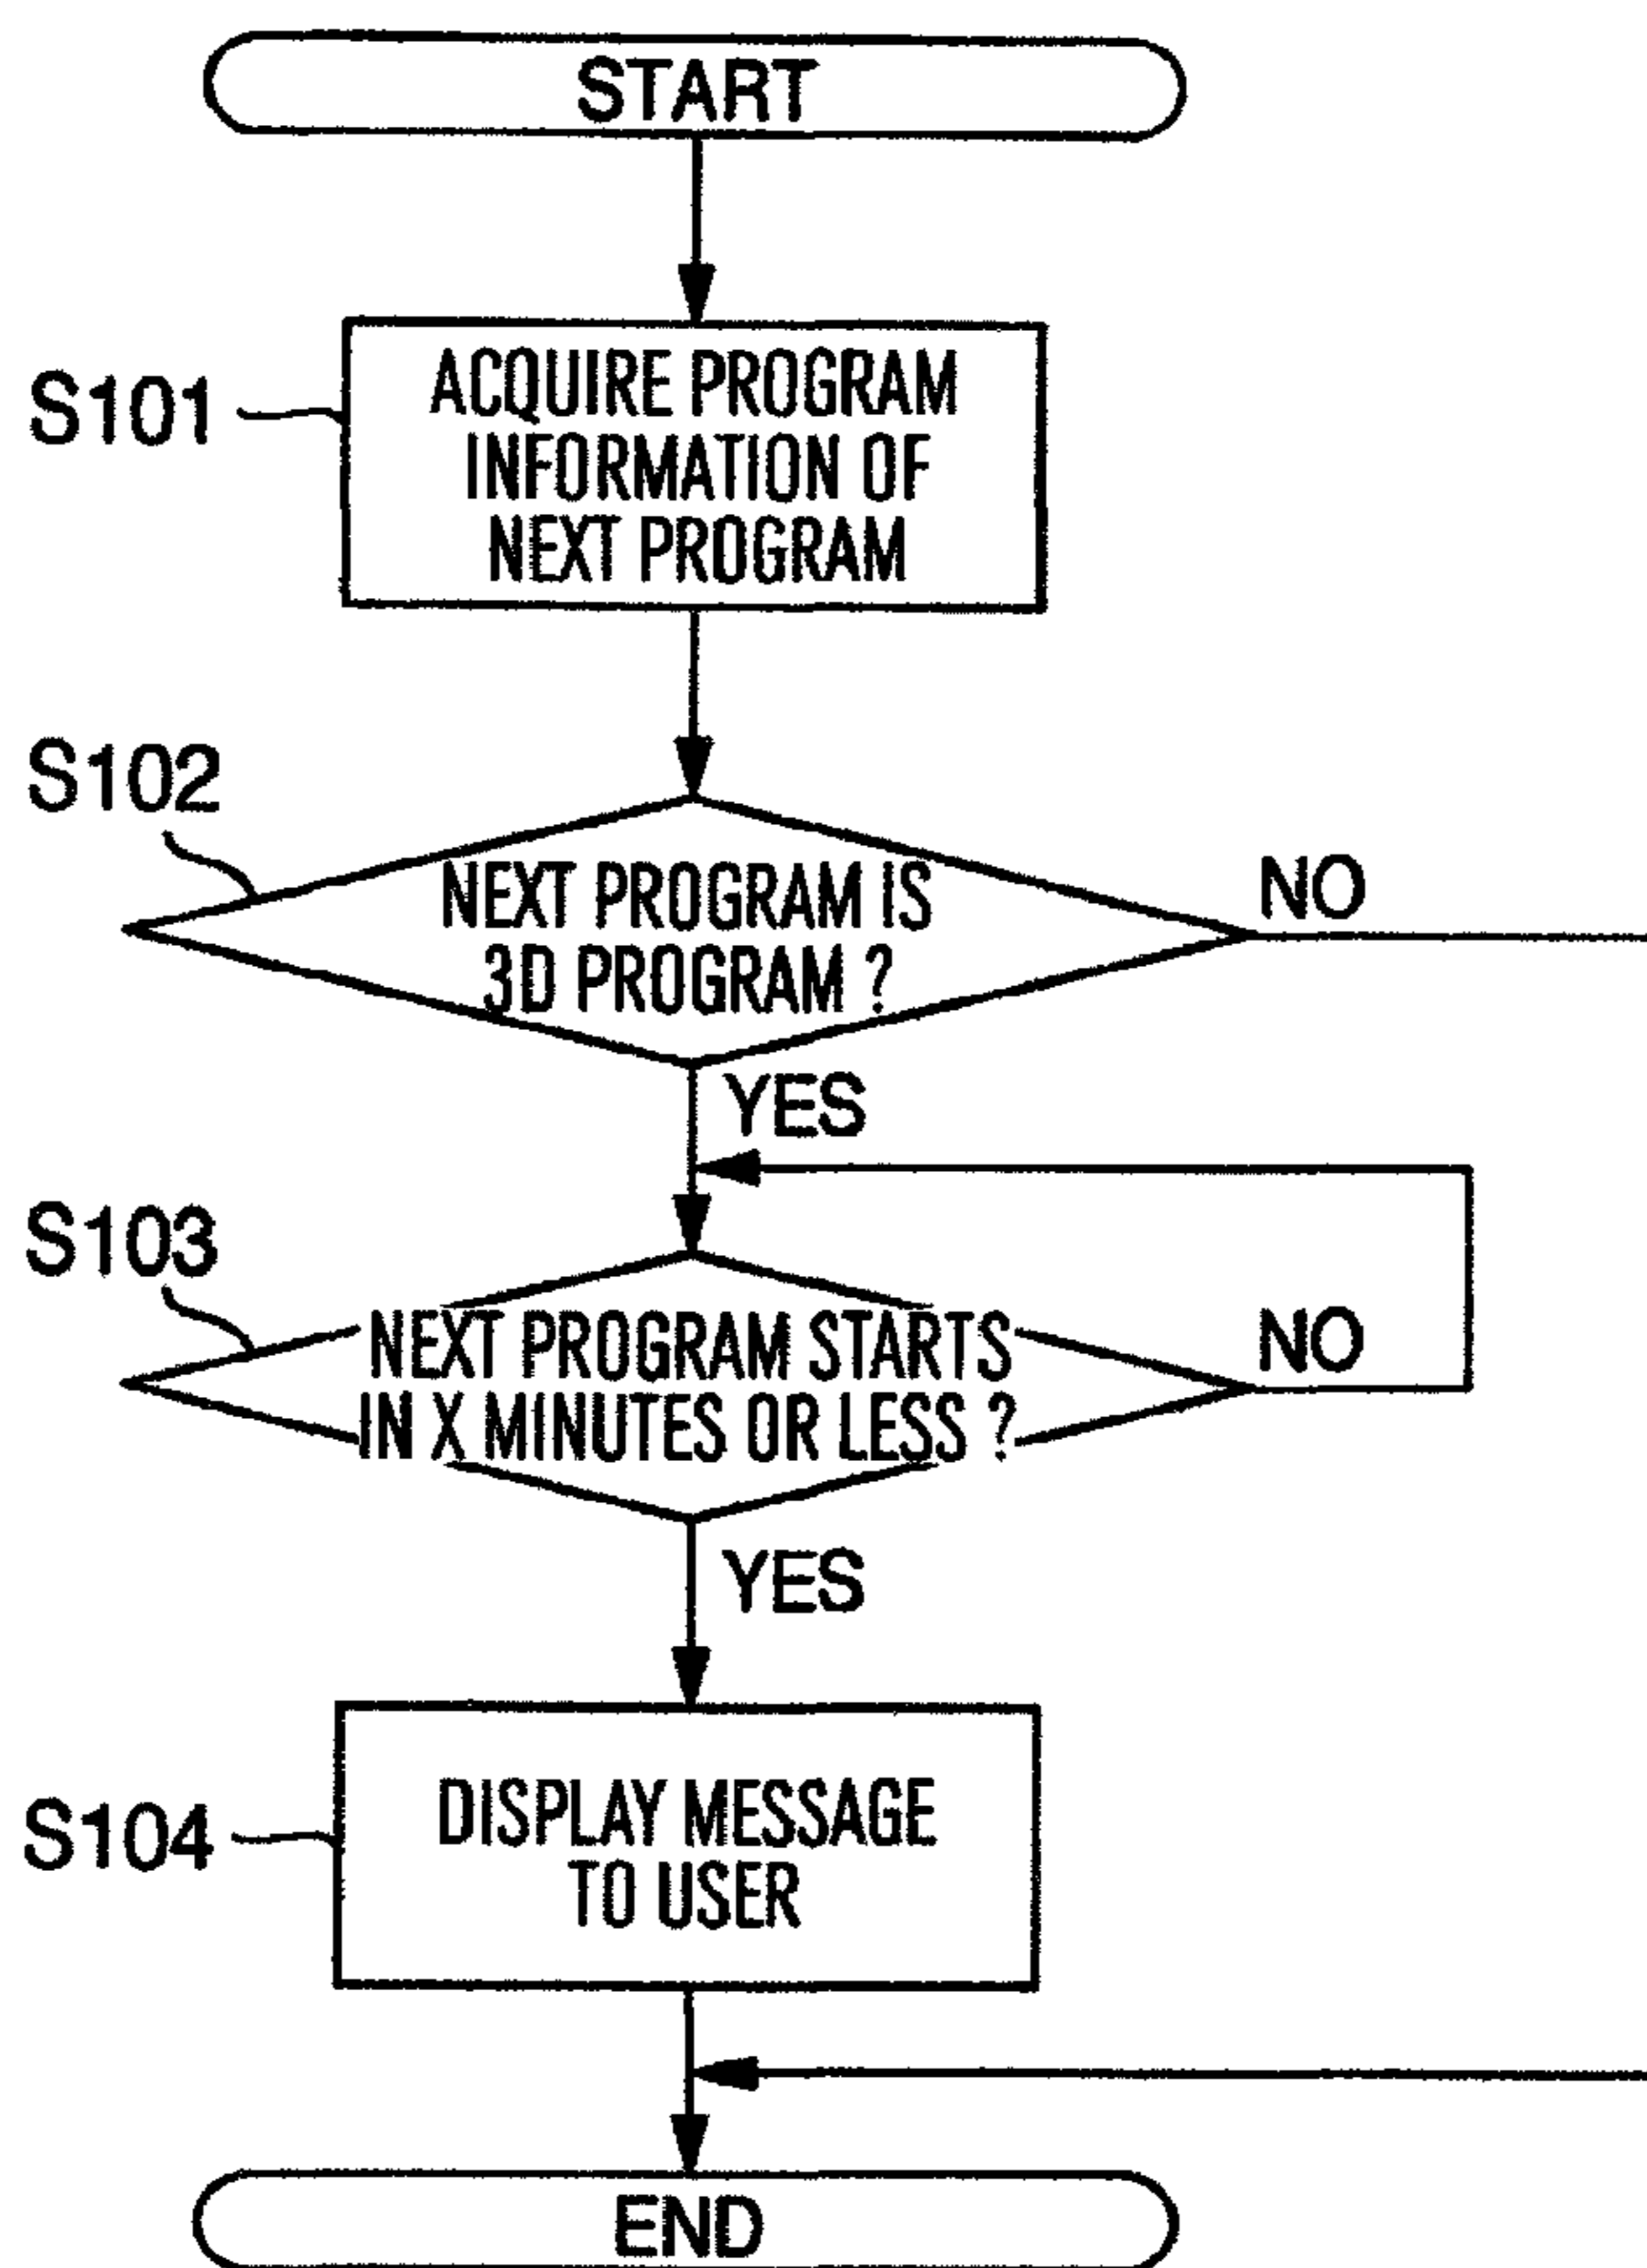 START
S101
ACQUIRE PROGRAM
INFORMATION OF
NEXT PROGRAM
S102
NEXT PROGRAM IS
3D PROGRAM ?
NO
YES
S103
NEXT PROGRAM STARTS
IN X MINUTES OR LESS ?
NO
YES
S104
DISPLAY MESSAGE
TO USER
END